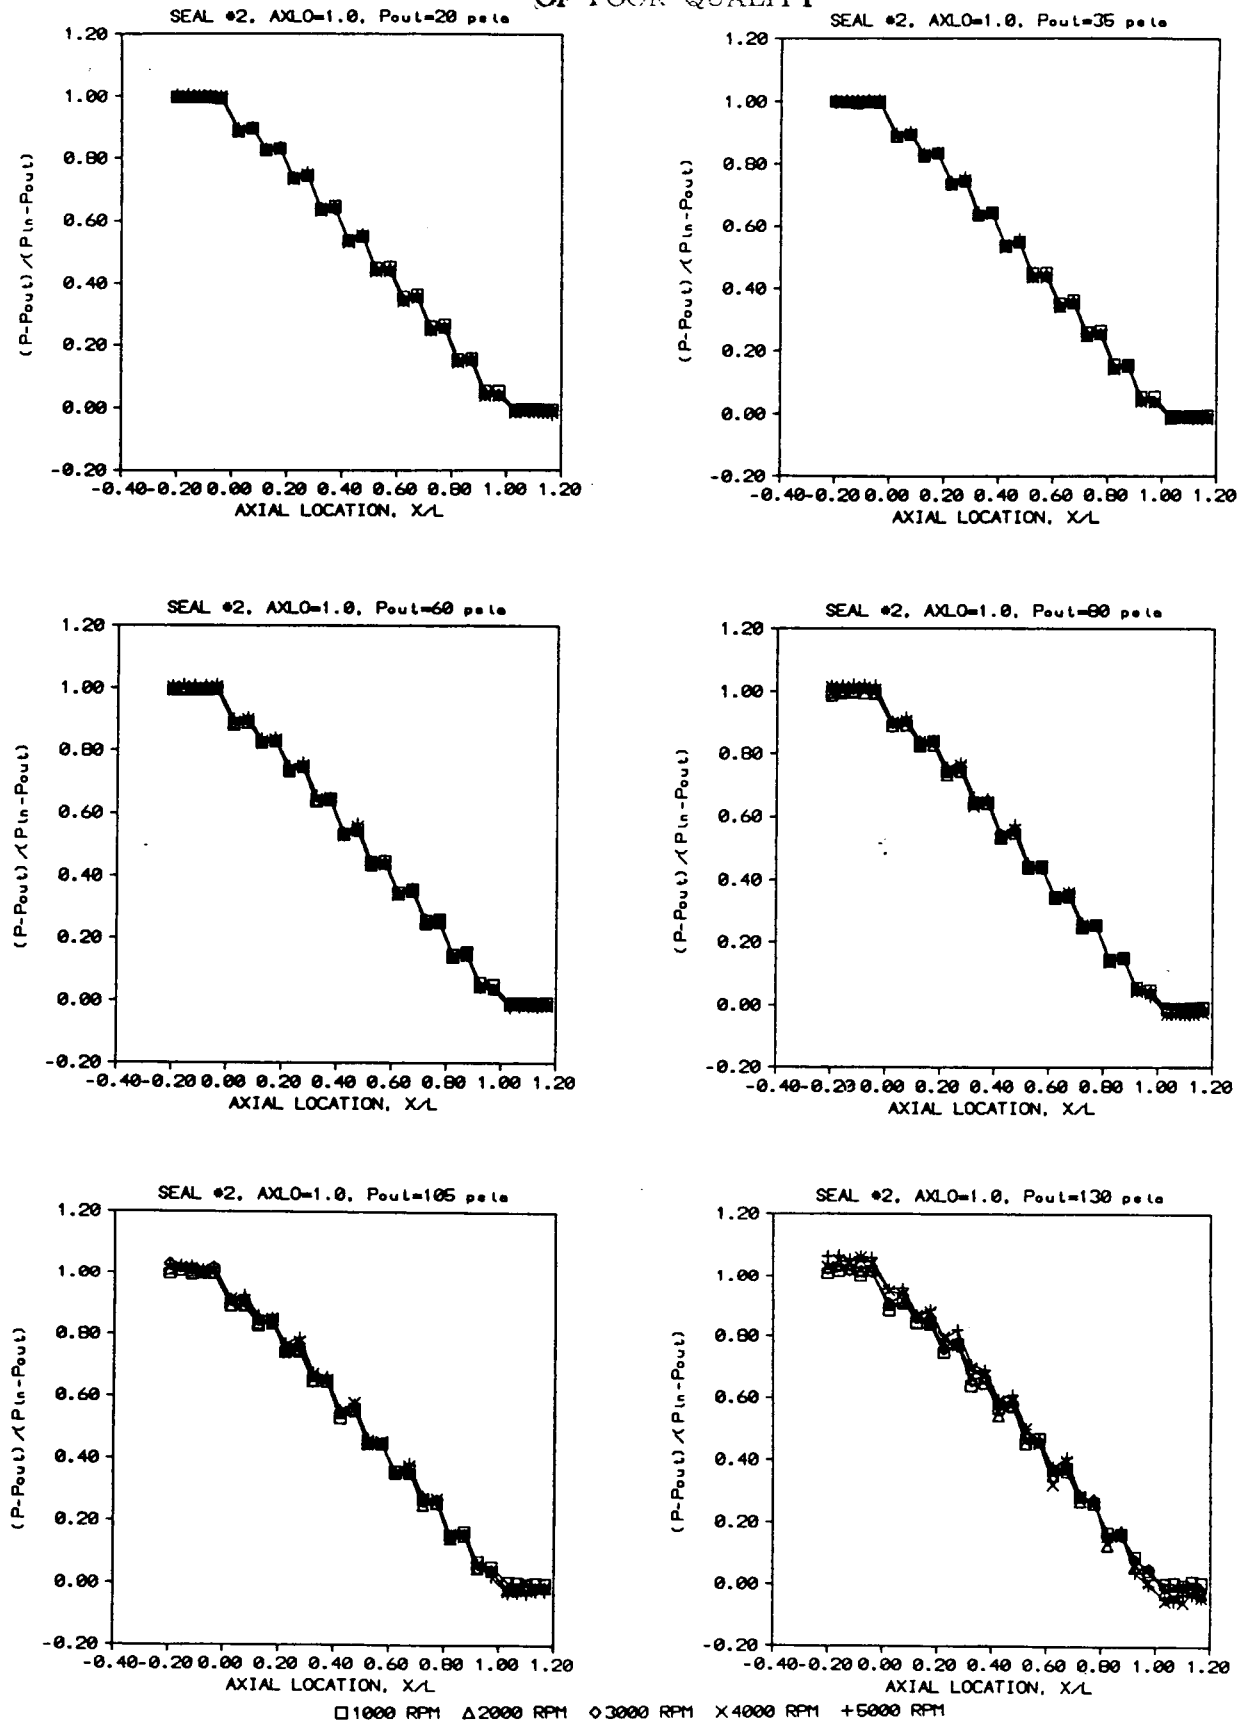 OF POOR QUALITY
SEAL #2, AXLO=1.0, Pout=20 psia
1.20
1.00
0.80
0.60
0.40
0.20
0.00
-0.20
(P-Pout)/(Pin-Pout)
-0.40 -0.20 0.00 0.20 0.40 0.60 0.80 1.00 1.20
AXIAL LOCATION, X/L
SEAL #2, AXLO=1.0, Pout=35 psia
1.20
1.00
0.80
0.60
0.40
0.20
0.00
-0.20
(P-Pout)/(Pin-Pout)
-0.40 -0.20 0.00 0.20 0.40 0.60 0.80 1.00 1.20
AXIAL LOCATION, X/L
SEAL #2, AXLO=1.0, Pout=60 psia
1.20
1.00
0.80
0.60
0.40
0.20
0.00
-0.20
(P-Pout)/(Pin-Pout)
-0.40 -0.20 0.00 0.20 0.40 0.60 0.80 1.00 1.20
AXIAL LOCATION, X/L
SEAL #2, AXLO=1.0, Pout=80 psia
1.20
1.00
0.80
0.60
0.40
0.20
0.00
-0.20
(P-Pout)/(Pin-Pout)
-0.40 -0.20 0.00 0.20 0.40 0.60 0.80 1.00 1.20
AXIAL LOCATION, X/L
SEAL #2, AXLO=1.0, Pout=105 psia
1.20
1.00
0.80
0.60
0.40
0.20
0.00
-0.20
(P-Pout)/(Pin-Pout)
-0.40 -0.20 0.00 0.20 0.40 0.60 0.80 1.00 1.20
AXIAL LOCATION, X/L
SEAL #2, AXLO=1.0, Pout=130 psia
1.20
1.00
0.80
0.60
0.40
0.20
0.00
-0.20
(P-Pout)/(Pin-Pout)
-0.40 -0.20 0.00 0.20 0.40 0.60 0.80 1.00 1.20
AXIAL LOCATION, X/L
□ 1000 RPM △ 2000 RPM ◇ 3000 RPM × 4000 RPM + 5000 RPM